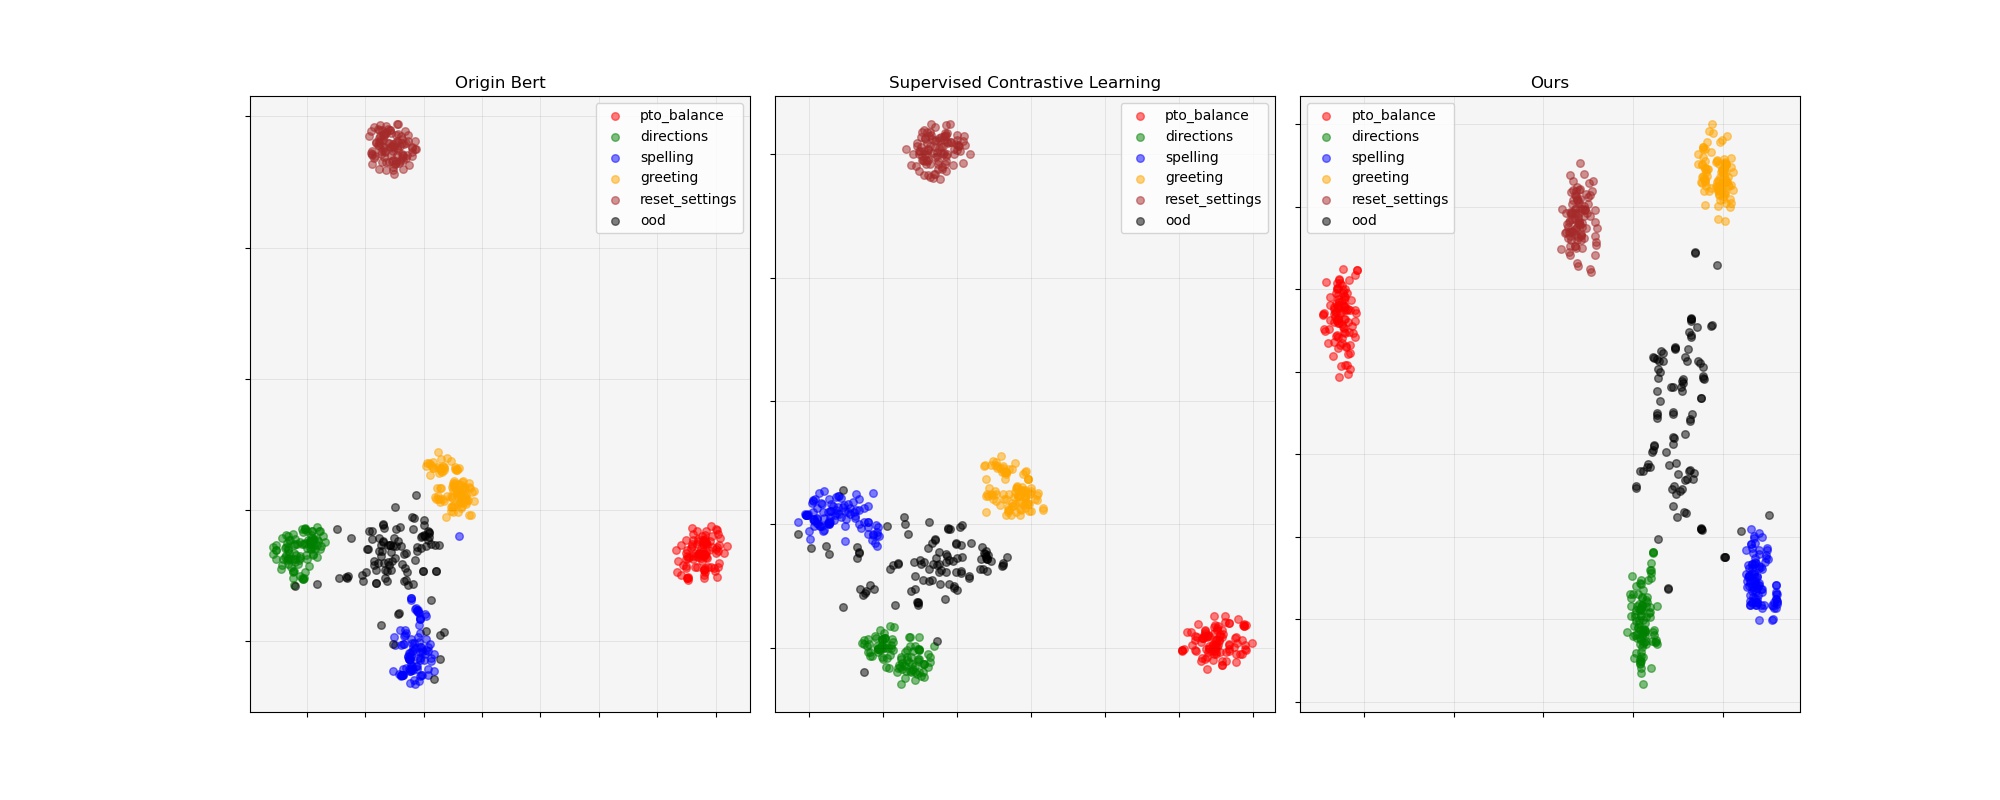 Origin Bert
pto_balance
directions
spelling
greeting
reset_settings
ood
Supervised Contrastive Learning
pto_balance
directions
spelling
greeting
reset_settings
ood
Ours
pto_balance
directions
spelling
greeting
reset_settings
ood